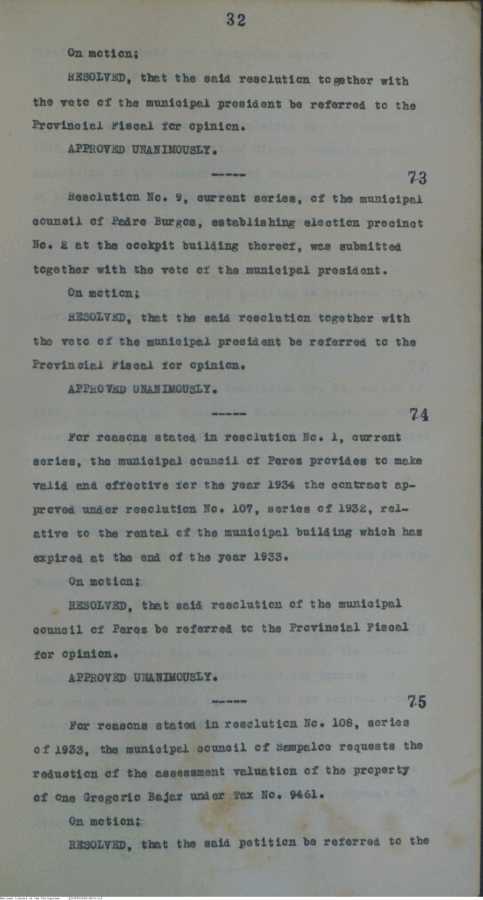 32
On motion;
RESOLVED, that the said resolution together with
the veto of the municipal president be referred to the
Provincial Fiscal for opinion.
APPROVED UNANIMOUSLY.
-----
73
Resolution No. 9, current series, of the municipal
council of Padre Burgos, establishing election precinct
No. 2 at the cockpit building thereof, was submitted
together with the veto of the municipal president.
On motion;
RESOLVED, that the said resolution together with
the veto of the municipal president be referred to the
Provincial Fiscal for opinion.
APPROVED UNANIMOUSLY.
-----
74
For reasons stated in resolution No. 1, current
series, the municipal council of Perez provides to make
valid and effective for the year 1934 the contract ap-
proved under resolution No. 107, series of 1932, rel-
ative to the rental of the municipal building which has
expired at the end of the year 1933.
On motion;
RESOLVED, that said resolution of the municipal
council of Perez be referred to the Provincial Fiscal
for opinion.
APPROVED UNANIMOUSLY.
-----
75
For reasons stated in resolution No. 108, series
of 1933, the municipal council of Sampaloc requests the
reduction of the assessment valuation of the property
of one Gregorio Bajar under Tax No. 9461.
On motion;
RESOLVED, that the said petition be referred to the
National Library of the Philippines